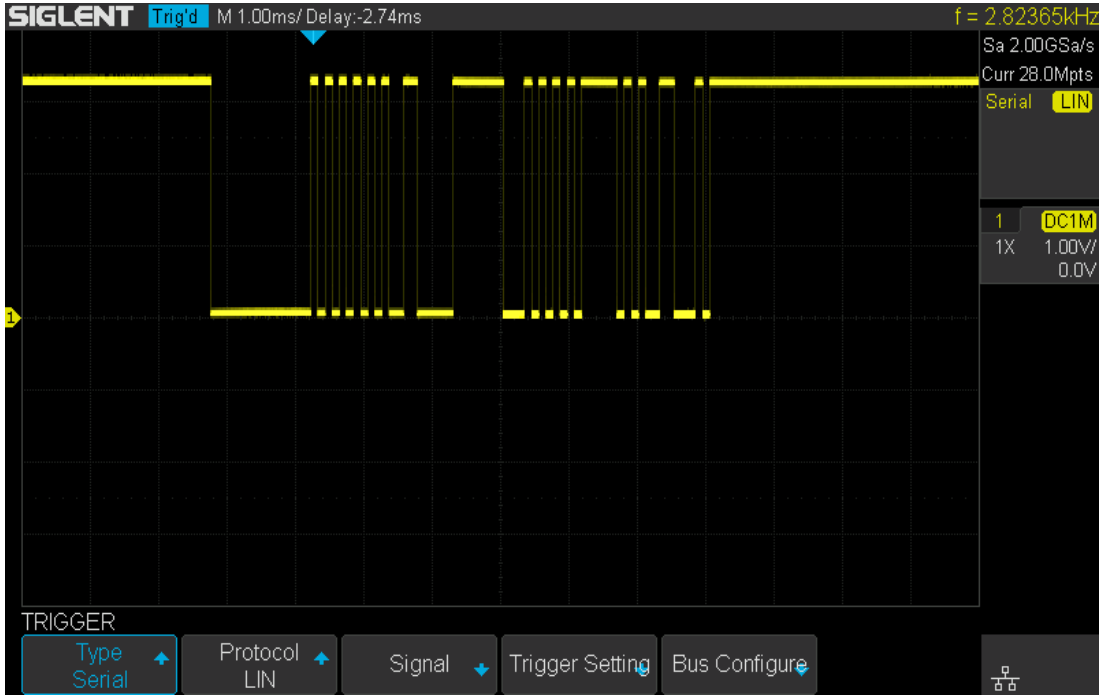 SIGLENT Trig'd M 1.00ms/ Delay:-2.74ms f = 2.82365kHz
Sa 2.00GSa/s
Curr 28.0Mpts
Serial LIN
1 DC1M
1X 1.00V/
0.0V
1
TRIGGER
Type
Serial
Protocol
LIN
Signal
Trigger Setting
Bus Configure